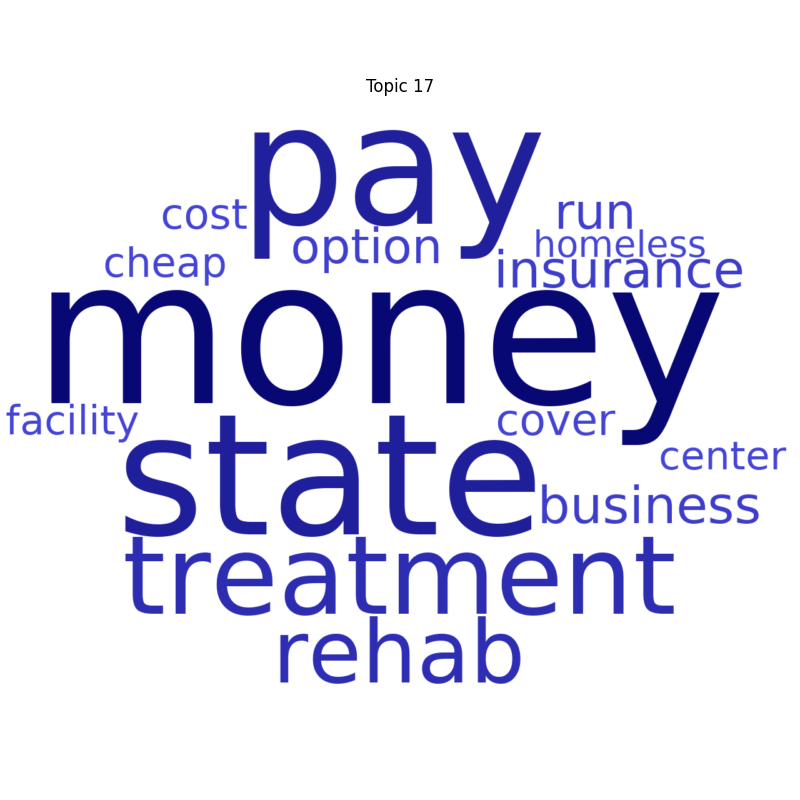 Topic 17
pay
cost
run
option
homeless
cheap
insurance
money
facility
cover
state
center
business
treatment
rehab